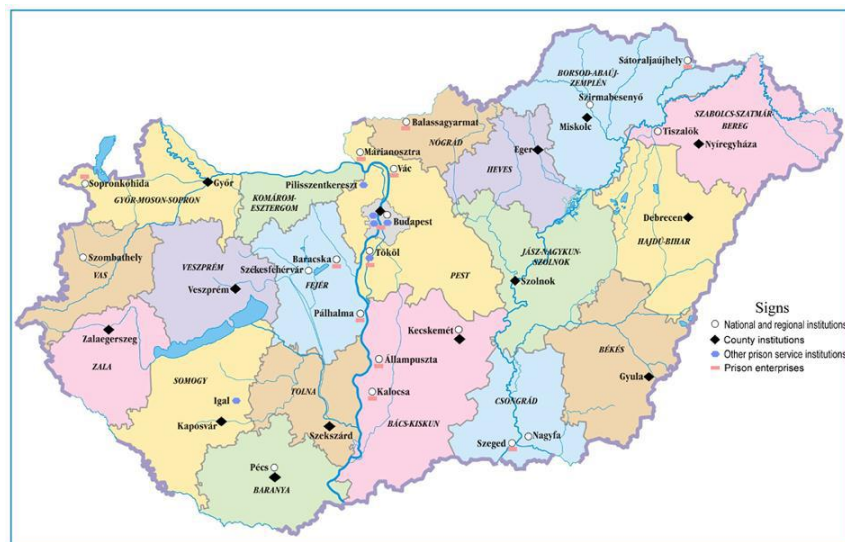 Sátoraljaújhely
BORSOD-ABAÚJ-
ZEMPLÉN
Szirmabesenyő
Miskolc
SZABOLCS-SZATMÁR-
BEREG
Tiszalök
Nyíregyháza
Balassagyarmat
NÓGRÁD
Márianosztra
Vác
Eger
HEVES
Sopronkőhida
Győr
GYŐR-MOSON-SOPRON
Pilisszentkereszt
KOMÁROM-
ESZTERGOM
Budapest
Debrecen
HAJDÚ-BIHAR
Szombathely
VAS
VESZPRÉM
Veszprém
Baracska
Székesfehérvár
FEJÉR
Tököl
PEST
JÁSZ-NAGYKUN-
SZOLNOK
Szolnok
Pálhalma
Kecskemét
Zalaegerszeg
ZALA
SOMOGY
Igal
Kaposvár
TOLNA
Szekszárd
Állampuszta
Kalocsa
BÁCS-KISKUN
BÉKÉS
Gyula
CSONGRÁD
Szeged
Nagyfa
Pécs
BARANYA
Signs
National and regional institutions
County institutions
Other prison service institutions
Prison enterprises